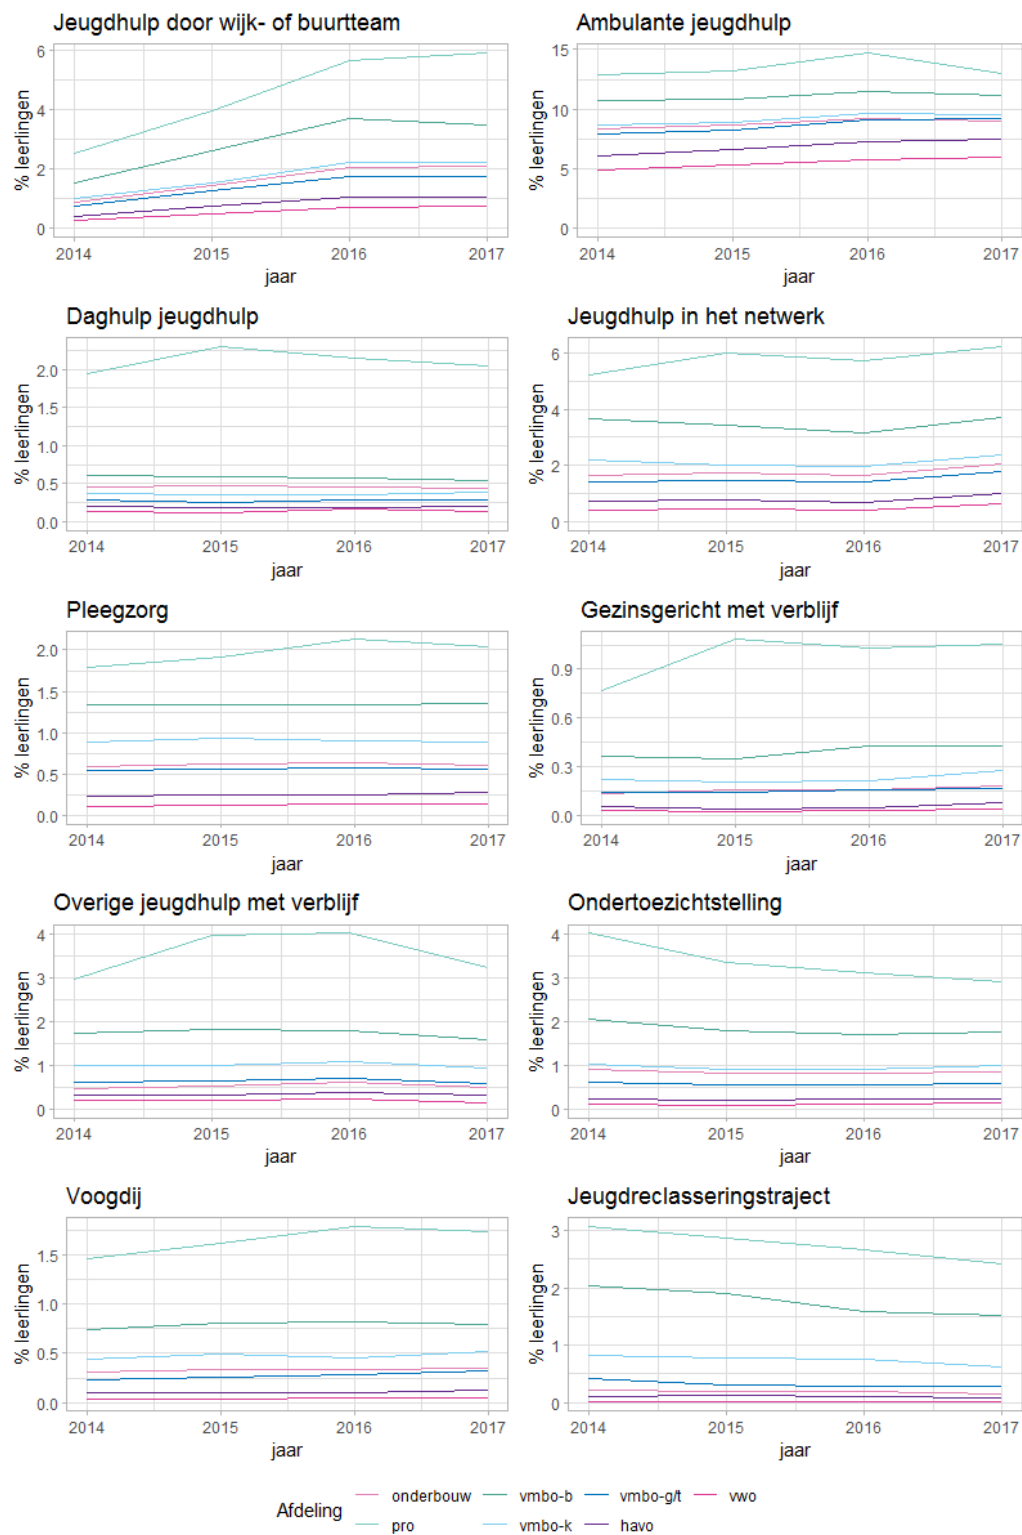 Jeugdhulp door wijk- of buurtteam
% leerlingen
6
4
2
0
2014 2015 2016 2017
jaar
Ambulante jeugdhulp
% leerlingen
15
10
5
0
2014 2015 2016 2017
jaar
Daghulp jeugdhulp
% leerlingen
2.0
1.5
1.0
0.5
0.0
2014 2015 2016 2017
jaar
Jeugdhulp in het netwerk
% leerlingen
6
4
2
0
2014 2015 2016 2017
jaar
Pleegzorg
% leerlingen
2.0
1.5
1.0
0.5
0.0
2014 2015 2016 2017
jaar
Gezinsgericht met verblijf
% leerlingen
0.9
0.6
0.3
0.0
2014 2015 2016 2017
jaar
Overige jeugdhulp met verblijf
% leerlingen
4
3
2
1
0
2014 2015 2016 2017
jaar
Ondertoezichtstelling
% leerlingen
4
3
2
1
0
2014 2015 2016 2017
jaar
Voogdij
% leerlingen
1.5
1.0
0.5
0.0
2014 2015 2016 2017
jaar
Jeugdreclasseringstraject
% leerlingen
3
2
1
0
2014 2015 2016 2017
jaar
Afdeling
onderbouw vmbo-b vmbo-g/t vwo
pro vmbo-k havo